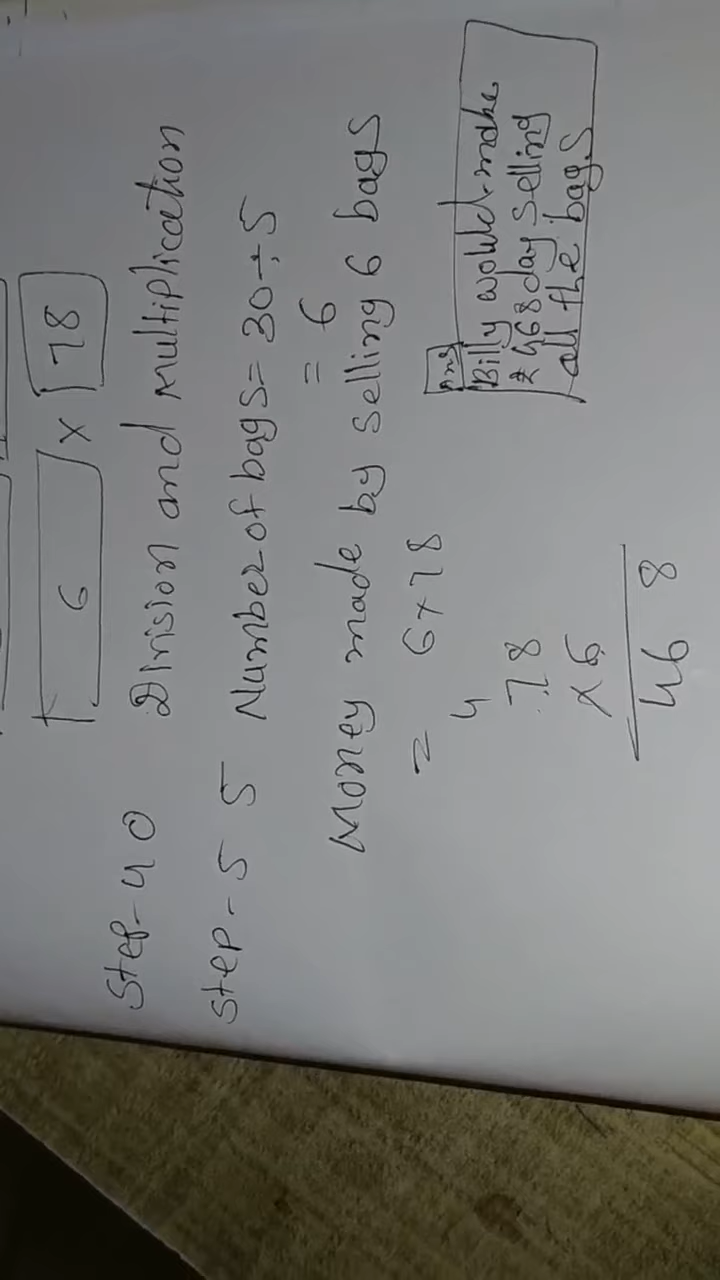 6 × 78
Step-4 O Division and multiplication
Step-5 5 Number of bags = 30 ÷ 5
= 6
Money made by selling 6 bags
= 6 × 78
4
78
×6
468
Ans
Billy would make
₹ 468 day selling
all the bags